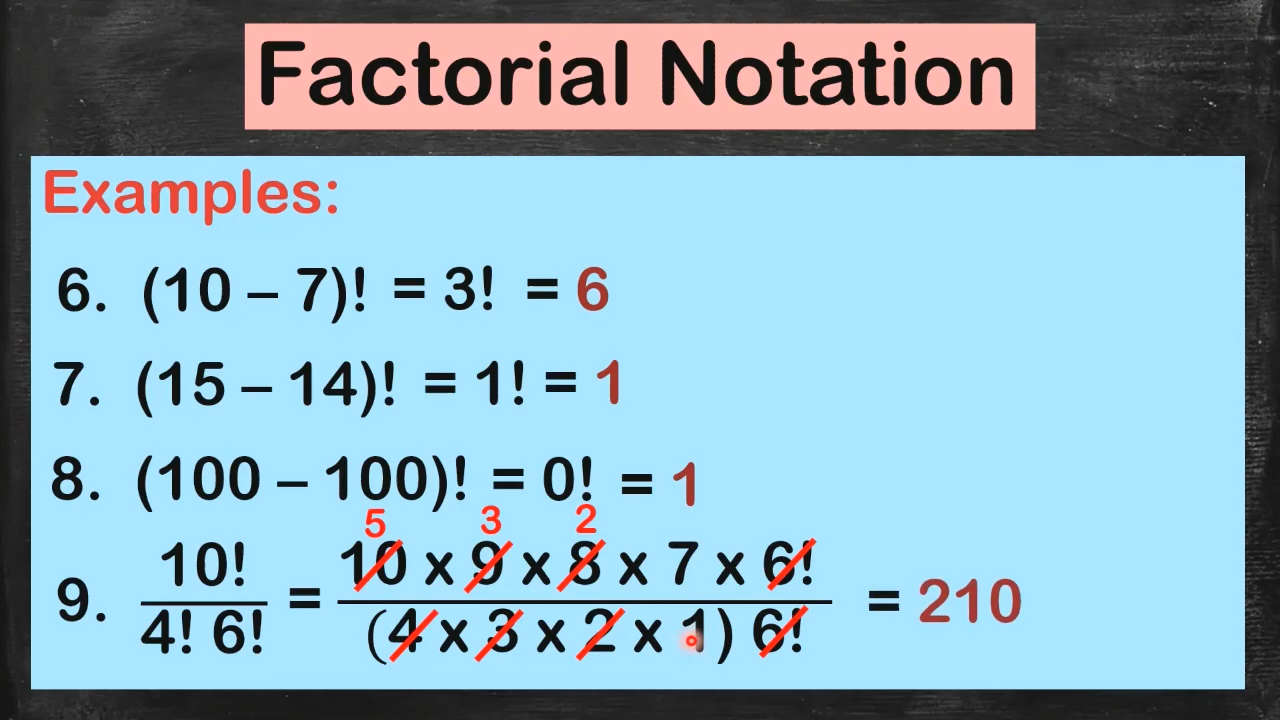 Factorial Notation
Examples:
6. (10 – 7)! = 3! = 6
7. (15 – 14)! = 1! = 1
8. (100 – 100)! = 0! = 1
5 3 2
10! 10 x 9 x 8 x 7 x 6!
9. = = 210
4! 6! (4 x 3 x 2 x 1) 6!